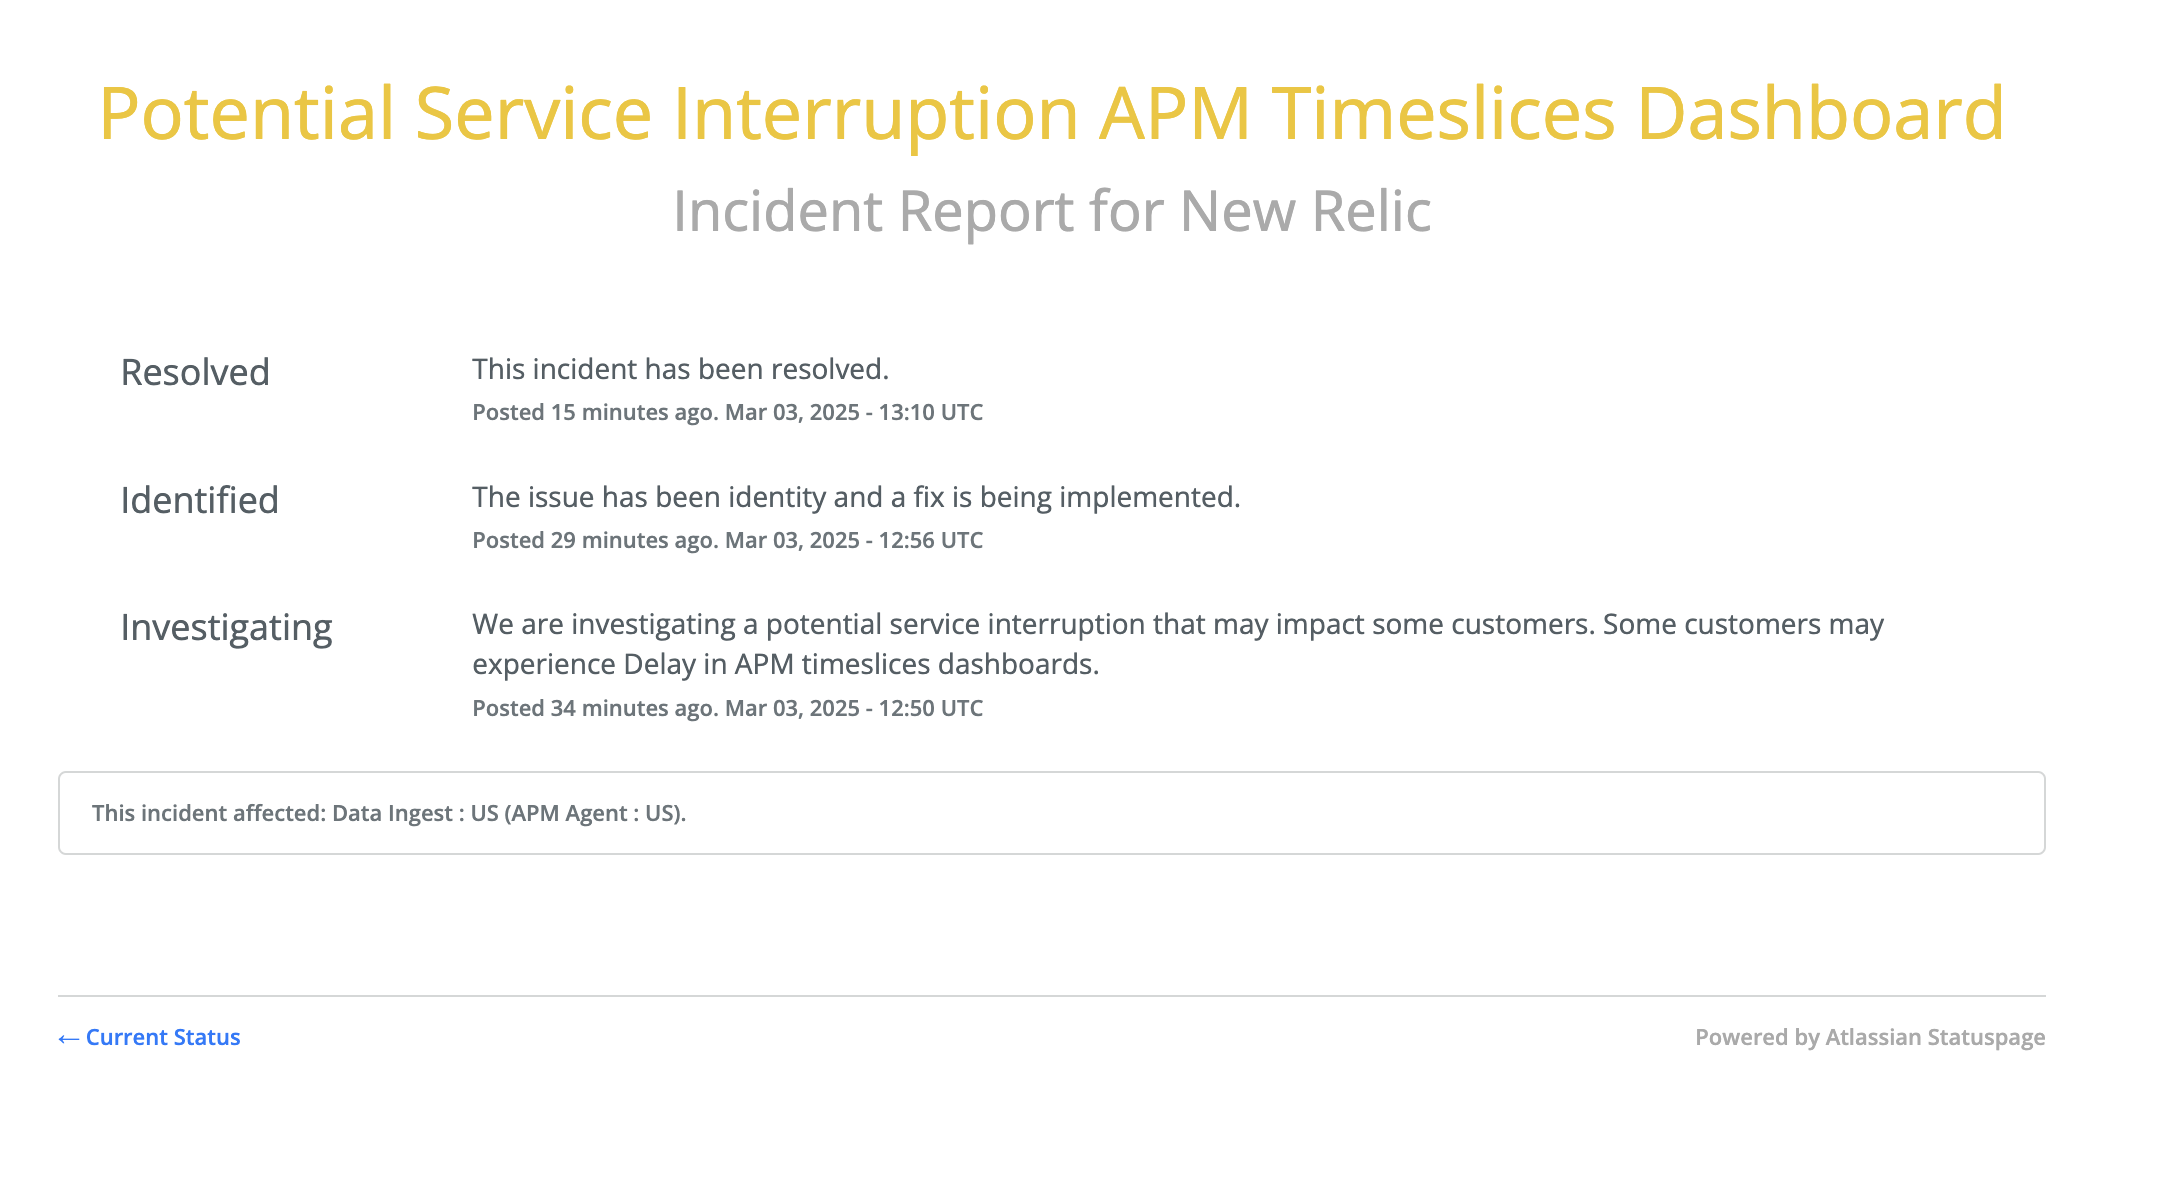 Potential Service Interruption APM Timeslices Dashboard
Incident Report for New Relic
Resolved
This incident has been resolved.
Posted 15 minutes ago. Mar 03, 2025 - 13:10 UTC
Identified
The issue has been identity and a fix is being implemented.
Posted 29 minutes ago. Mar 03, 2025 - 12:56 UTC
Investigating
We are investigating a potential service interruption that may impact some customers. Some customers may
experience Delay in APM timeslices dashboards.
Posted 34 minutes ago. Mar 03, 2025 - 12:50 UTC
This incident affected: Data Ingest : US (APM Agent : US).
← Current Status
Powered by Atlassian Statuspage